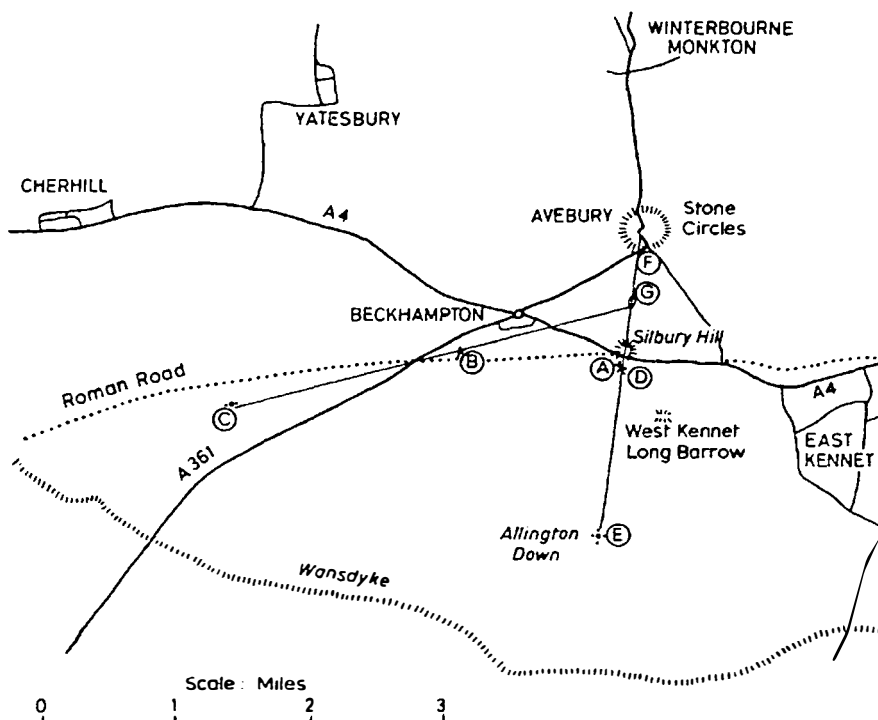 WINTERBOURNE
MONKTON
YATESBURY
CHERHILL
A4
AVEBURY
Stone
Circles
F
G
BECKHAMPTON
Silbury Hill
B
A
D
Roman Road
C
A4
West Kennet
Long Barrow
EAST
KENNET
A361
Allington
Down
E
Wansdyke
Scale: Miles
0 1 2 3